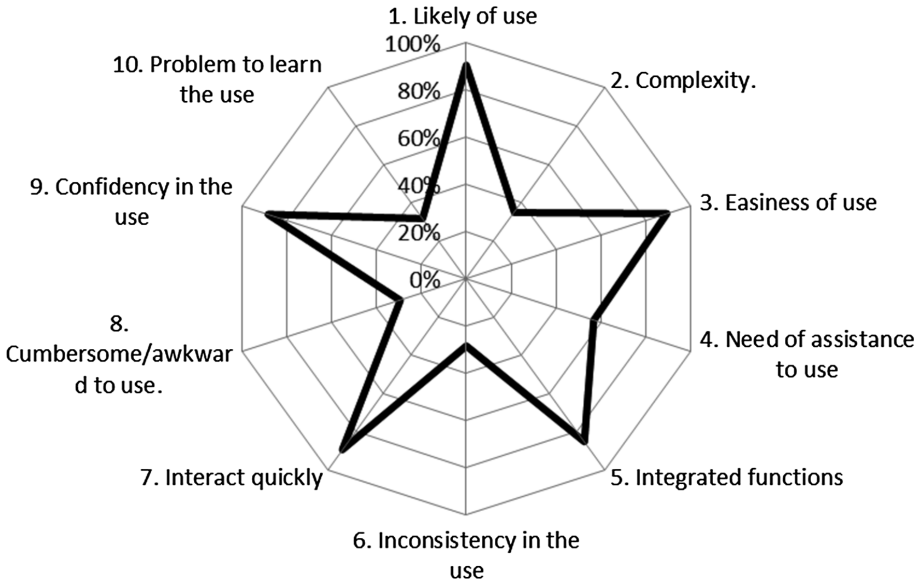 1. Likely of use
100%
80%
60%
40%
20%
0%
2. Complexity.
3. Easiness of use
4. Need of assistance
to use
5. Integrated functions
6. Inconsistency in the
use
7. Interact quickly
8.
Cumbersome/awkwar
d to use.
9. Confidency in the
use
10. Problem to learn
the use